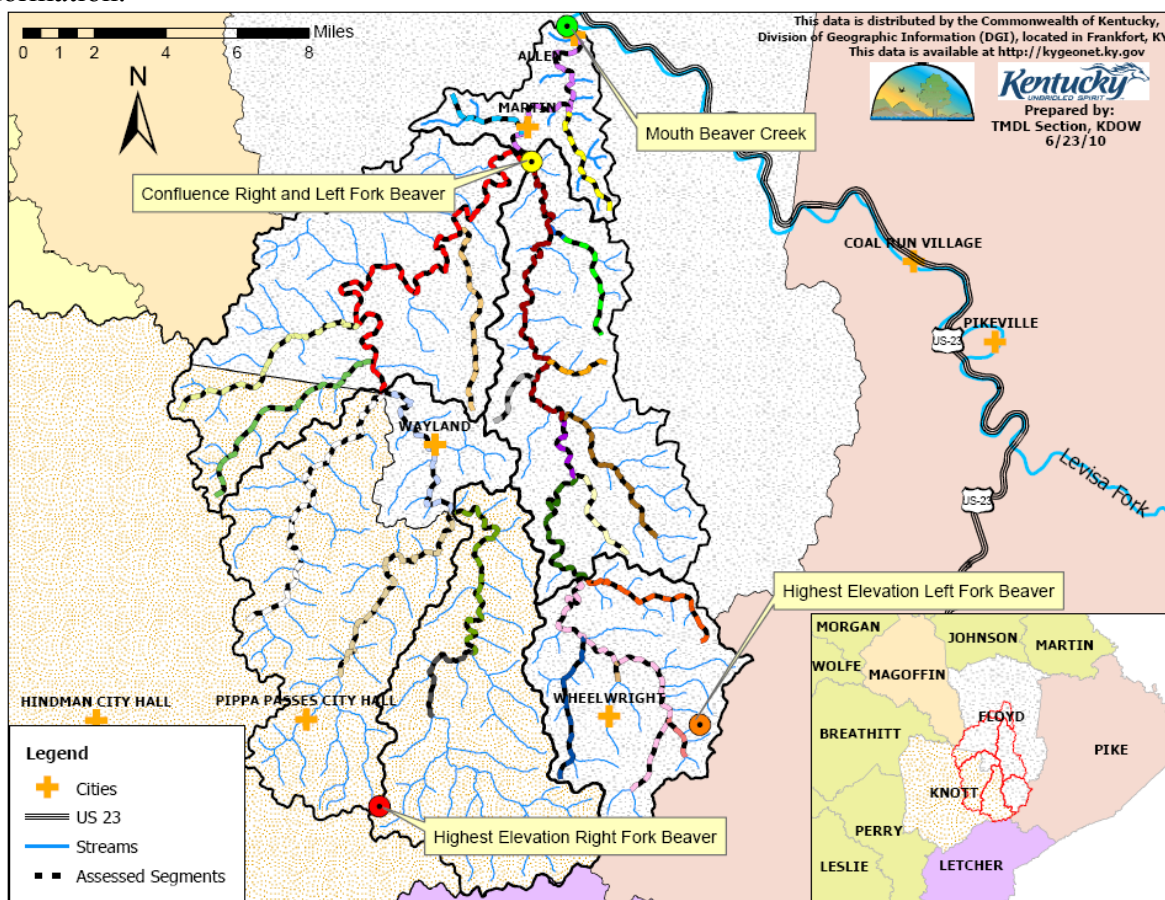 ormation.
Miles
0 1 2 4 6 8
N
This data is distributed by the Commonwealth of Kentucky,
Division of Geographic Information (DGI), located in Frankfort, KY
This data is available at http://kygeonet.ky.gov
Kentucky
UNBRIDLED SPIRIT
Prepared by:
TMDL Section, KDOW
6/23/10
ALLEN
MARTIN
Mouth Beaver Creek
Confluence Right and Left Fork Beaver
COAL RUN VILLAGE
PIKEVILLE
US-23
WAYLAND
Levisa Fork
US-23
Highest Elevation Left Fork Beaver
WHEELWRIGHT
HINDMAN CITY HALL
PIPPA PASSES CITY HALL
Highest Elevation Right Fork Beaver
Legend
Cities
US 23
Streams
Assessed Segments
MORGAN
JOHNSON
MARTIN
WOLFE
MAGOFFIN
FLOYD
BREATHITT
PIKE
KNOTT
PERRY
LESLIE
LETCHER